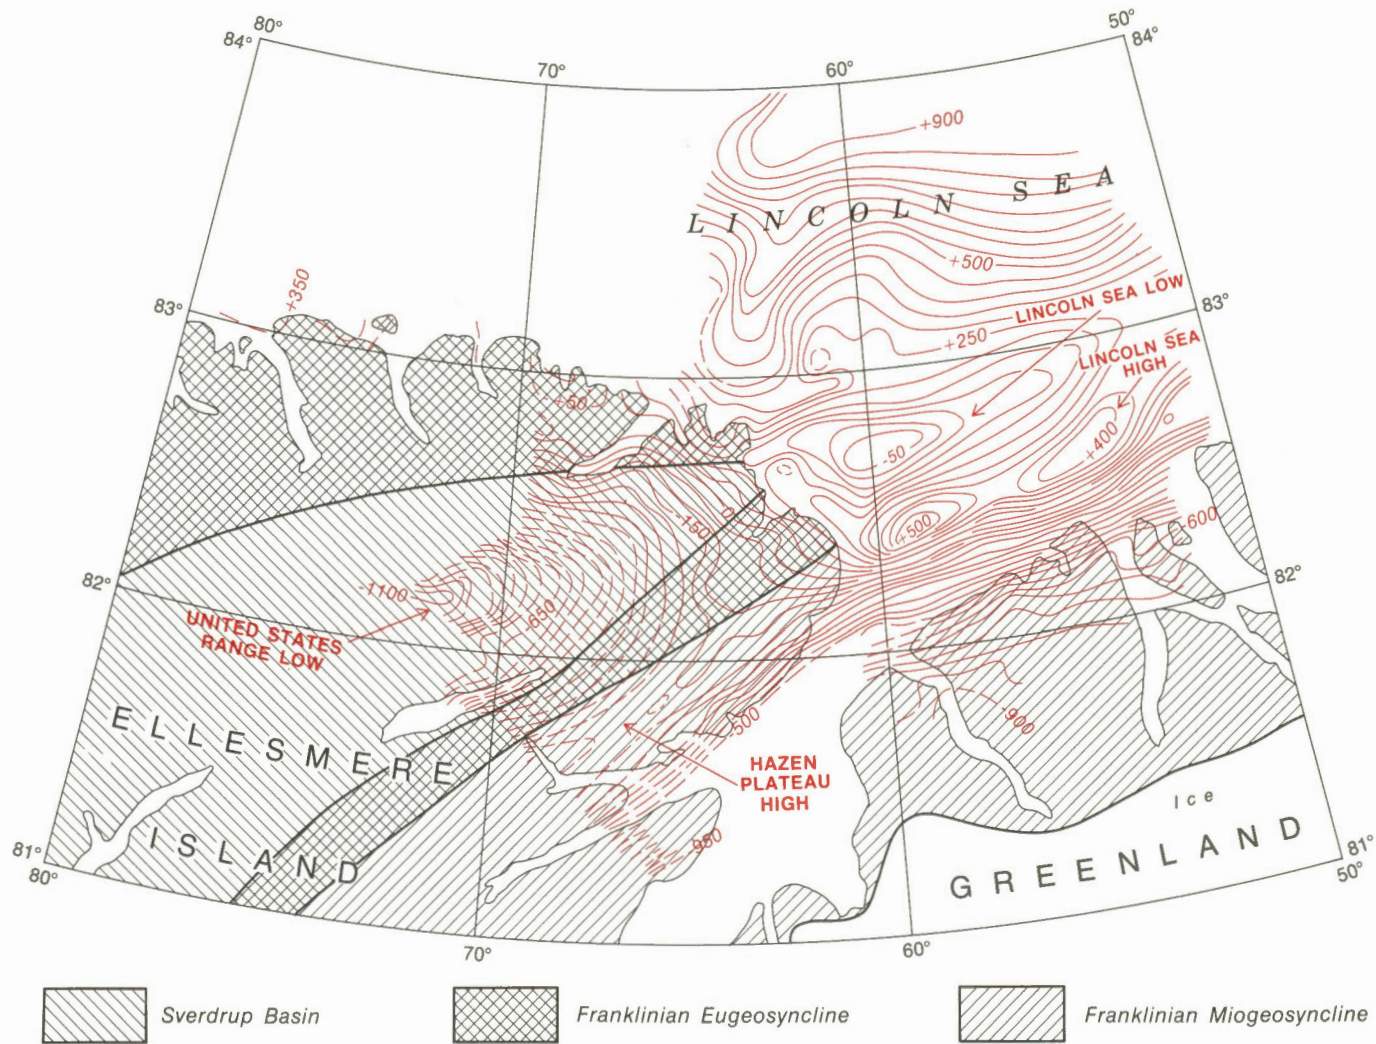 80°
50°
84°
84°
70°
60°
+900
LINCOLN SEA
+500
+350
LINCOLN SEA LOW
83°
83°
+250
LINCOLN SEA
HIGH
+50
+400
-50
-150
+500
-600
82°
82°
-1100
-650
UNITED STATES
RANGE LOW
-900
-500
ELLESMERE
HAZEN
PLATEAU
HIGH
Ice
ISLAND
GREENLAND
81°
81°
80°
50°
70°
60°
Sverdrup Basin
Franklinian Eugeosyncline
Franklinian Miogeosyncline